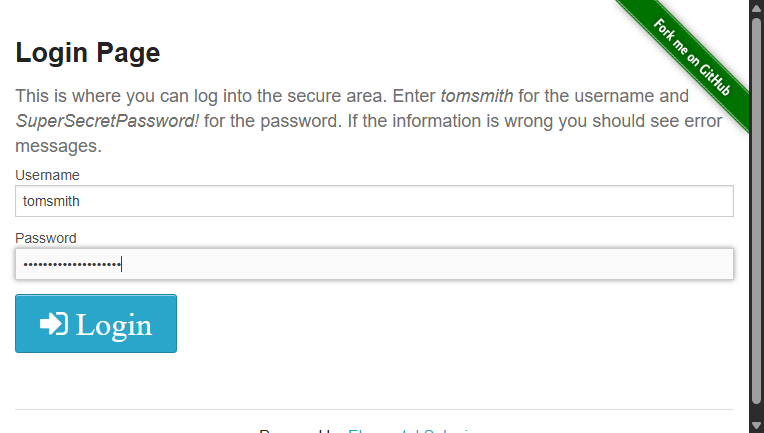 Fork me on GitHub
Login Page
This is where you can log into the secure area. Enter tomsmith for the username and
SuperSecretPassword! for the password. If the information is wrong you should see error
messages.
Username
tomsmith
Password
••••••••••••••••••••
Login